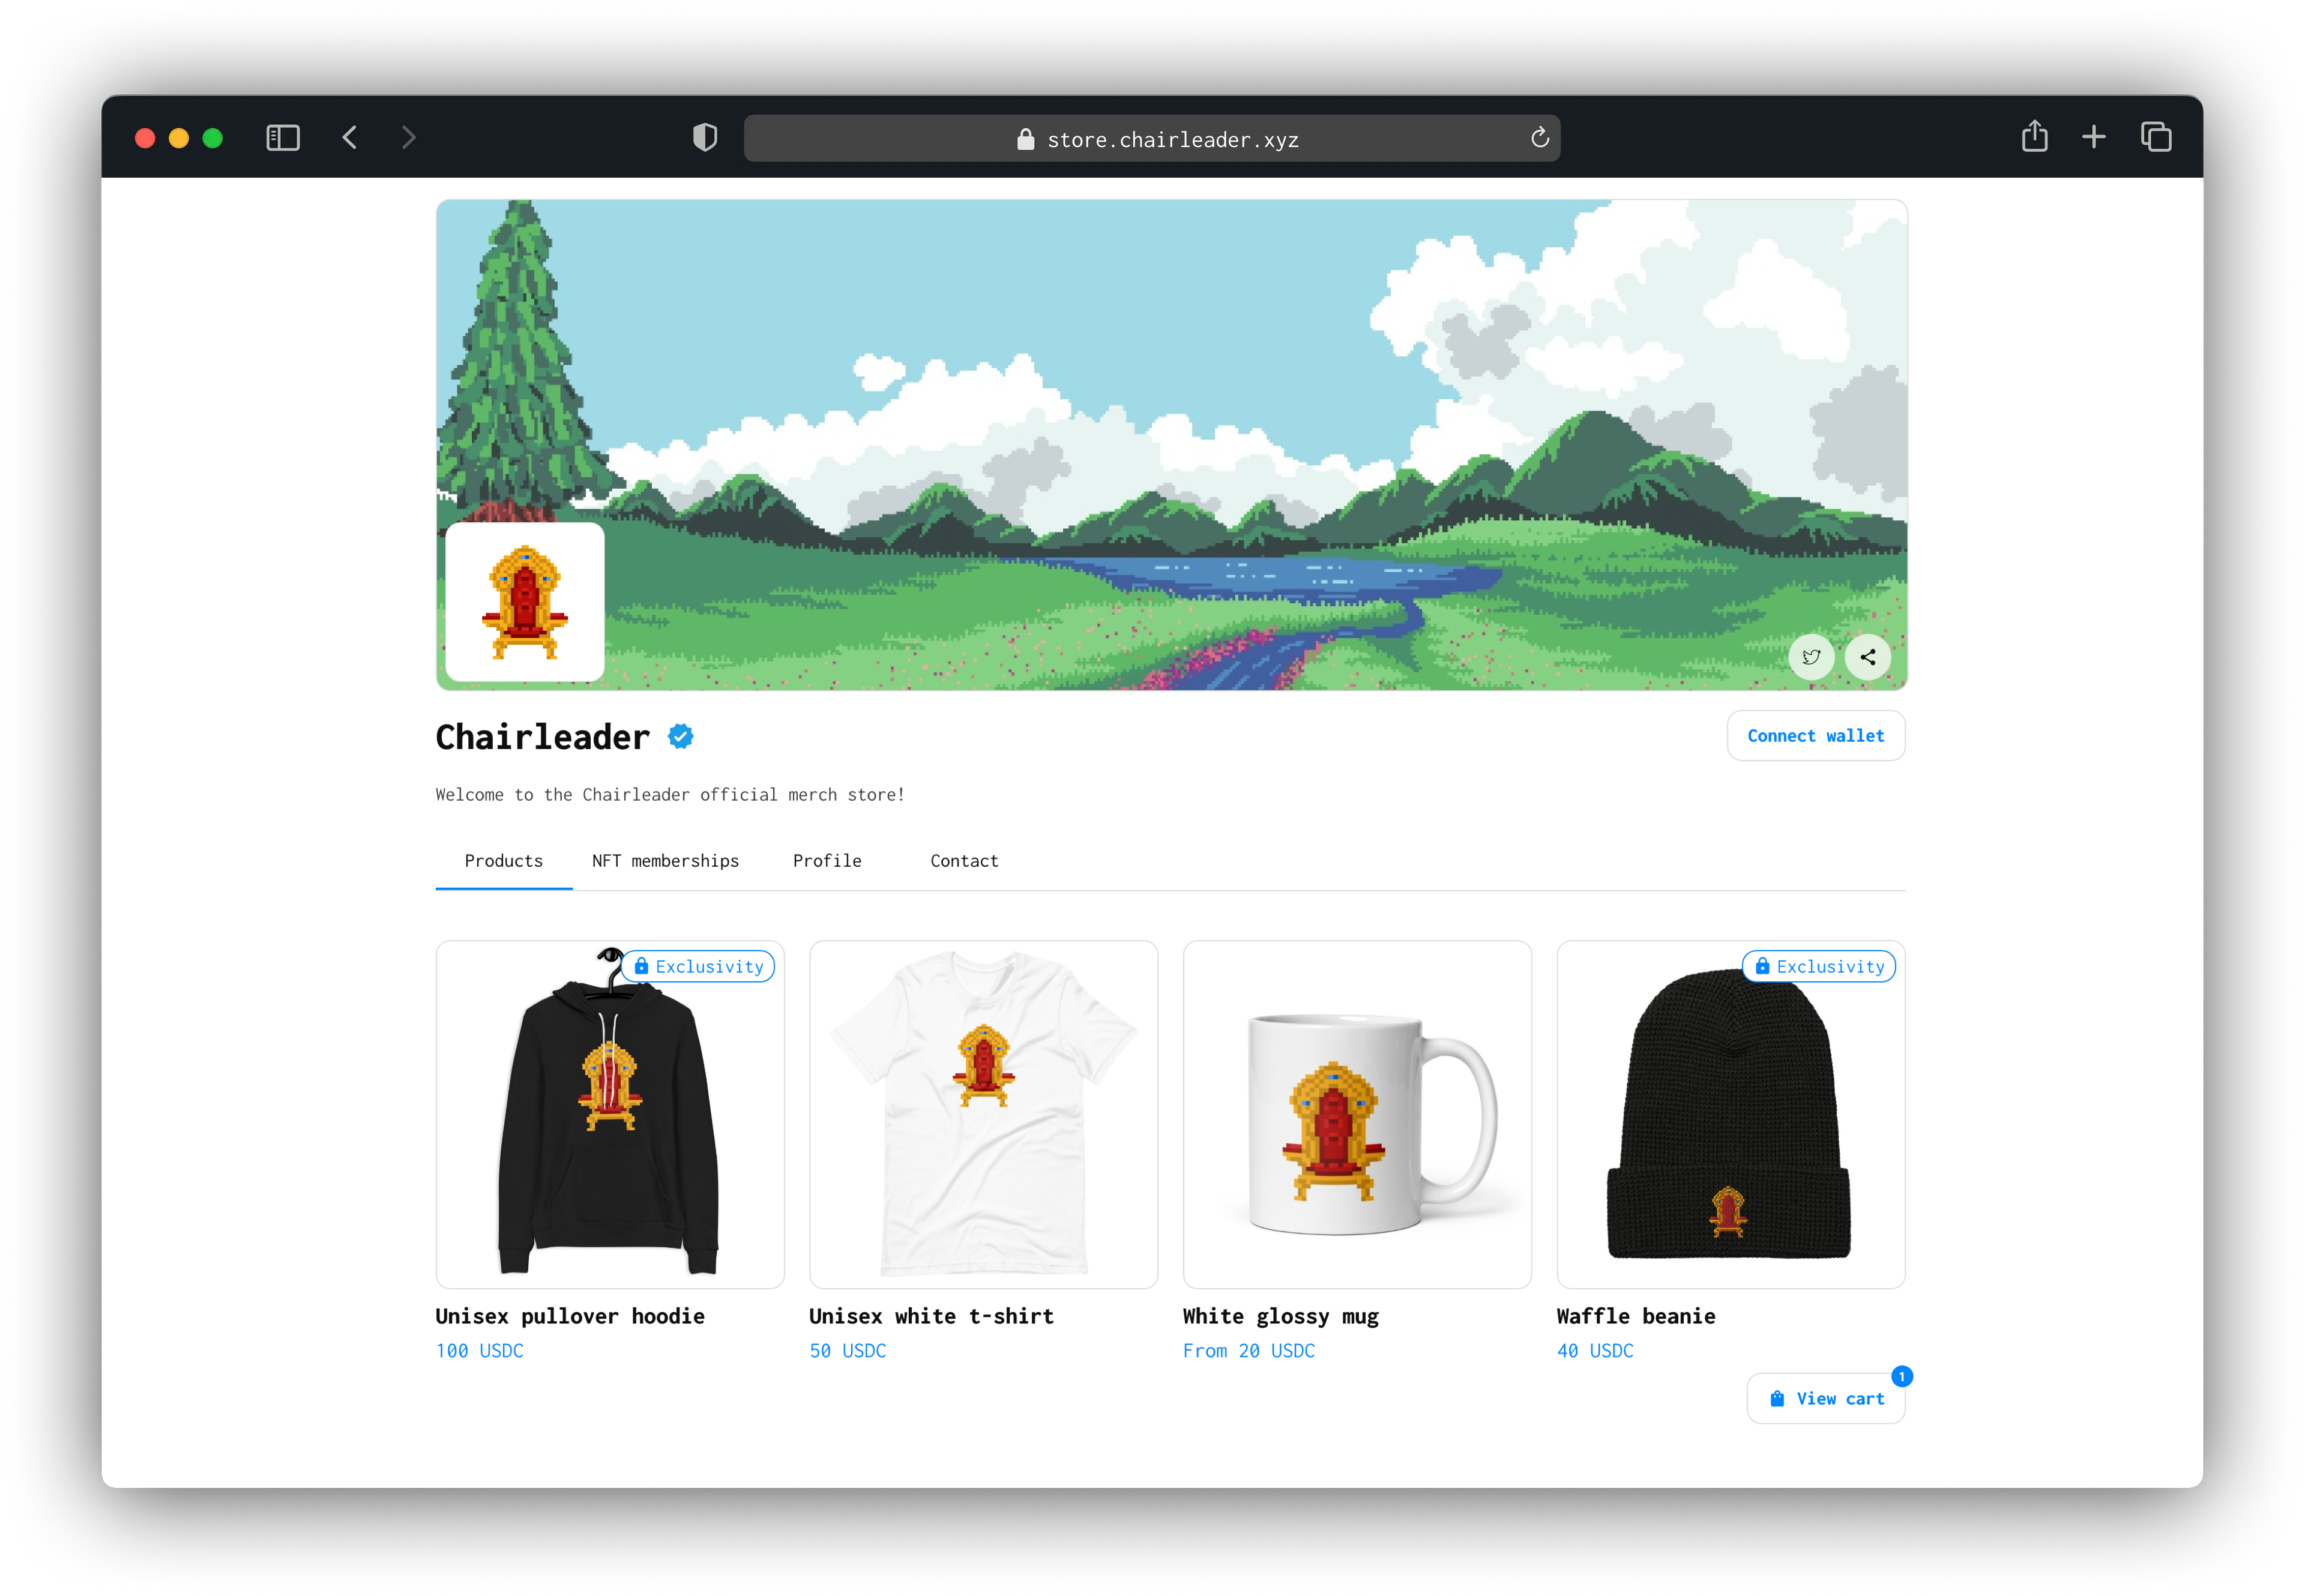 store.chairleader.xyz
Chairleader
Connect wallet
Welcome to the Chairleader official merch store!
Products NFT memberships Profile Contact
Exclusivity
Exclusivity
Unisex pullover hoodie
100 USDC
Unisex white t-shirt
50 USDC
White glossy mug
From 20 USDC
Waffle beanie
40 USDC
1
View cart